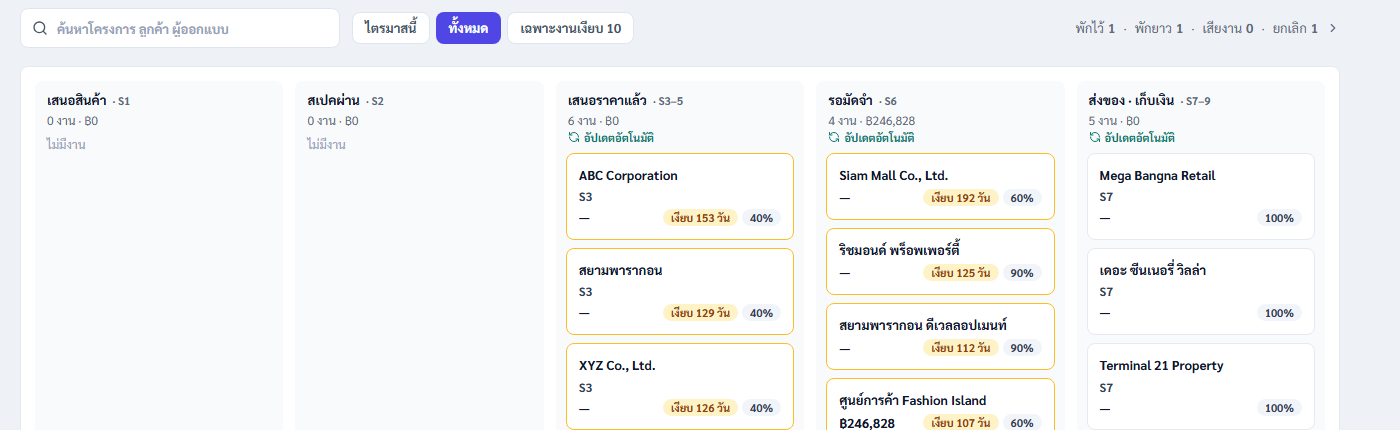 ค้นหาโครงการ ลูกค้า ผู้ออกแบบ
ไตรมาสนี้
ทั้งหมด
เฉพาะงานเงียบ 10
พักไว้ 1 · พักยาว 1 · เสียงาน 0 · ยกเลิก 1
เสนอสินค้า · S1
0 งาน · ฿0
ไม่มีงาน
สเปคผ่าน · S2
0 งาน · ฿0
ไม่มีงาน
เสนอราคาแล้ว · S3–5
6 งาน · ฿0
อัปเดตอัตโนมัติ
ABC Corporation
S3
— เงียบ 153 วัน 40%
สยามพารากอน
S3
— เงียบ 129 วัน 40%
XYZ Co., Ltd.
S3
— เงียบ 126 วัน 40%
รอมัดจำ · S6
4 งาน · ฿246,828
อัปเดตอัตโนมัติ
Siam Mall Co., Ltd.
— เงียบ 192 วัน 60%
ริชมอนด์ พร็อพเพอร์ตี้
— เงียบ 125 วัน 90%
สยามพารากอน ดีเวลลอปเมนท์
— เงียบ 112 วัน 90%
ศูนย์การค้า Fashion Island
฿246,828 เงียบ 107 วัน 60%
ส่งของ · เก็บเงิน · S7–9
5 งาน · ฿0
อัปเดตอัตโนมัติ
Mega Bangna Retail
S7
— 100%
เดอะ ซีนเนอรี่ วิลล่า
S7
— 100%
Terminal 21 Property
S7
— 100%